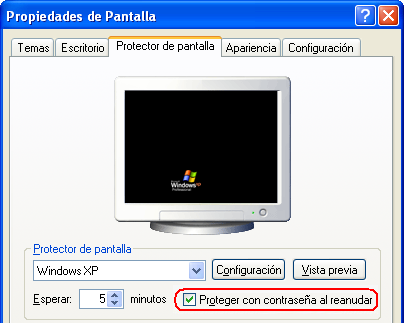 Propiedades de Pantalla
Temas Escritorio Protector de pantalla Apariencia Configuración
Windows XP
Professional
Protector de pantalla
Windows XP Configuración Vista previa
Esperar: 5 minutos Proteger con contraseña al reanudar